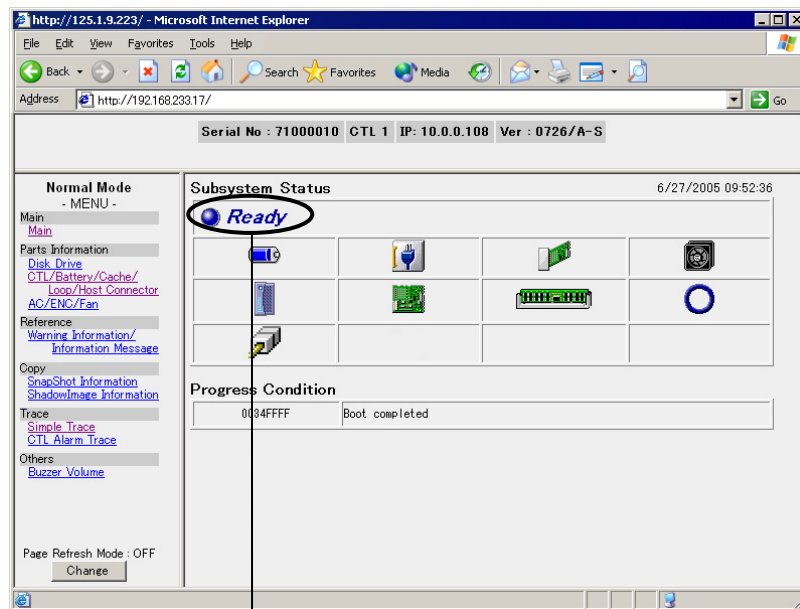 http://125.1.9.223/ - Microsoft Internet Explorer
File Edit View Favorites Tools Help
Back Search Favorites Media
Address http://192.168.233.17/ Go
Serial No : 71000010 CTL 1 IP: 10.0.0.108 Ver : 0726/A-S
Normal Mode
- MENU -
Main
Main
Parts Information
Disk Drive
CTL/Battery/Cache/
Loop/Host Connector
AC/ENC/Fan
Reference
Warning Information/
Information Message
Copy
SnapShot Information
ShadowImage Information
Trace
Simple Trace
CTL Alarm Trace
Others
Buzzer Volume
Page Refresh Mode : OFF
Change
Subsystem Status 6/27/2005 09:52:36
Ready
Progress Condition
0034FFFF Boot completed